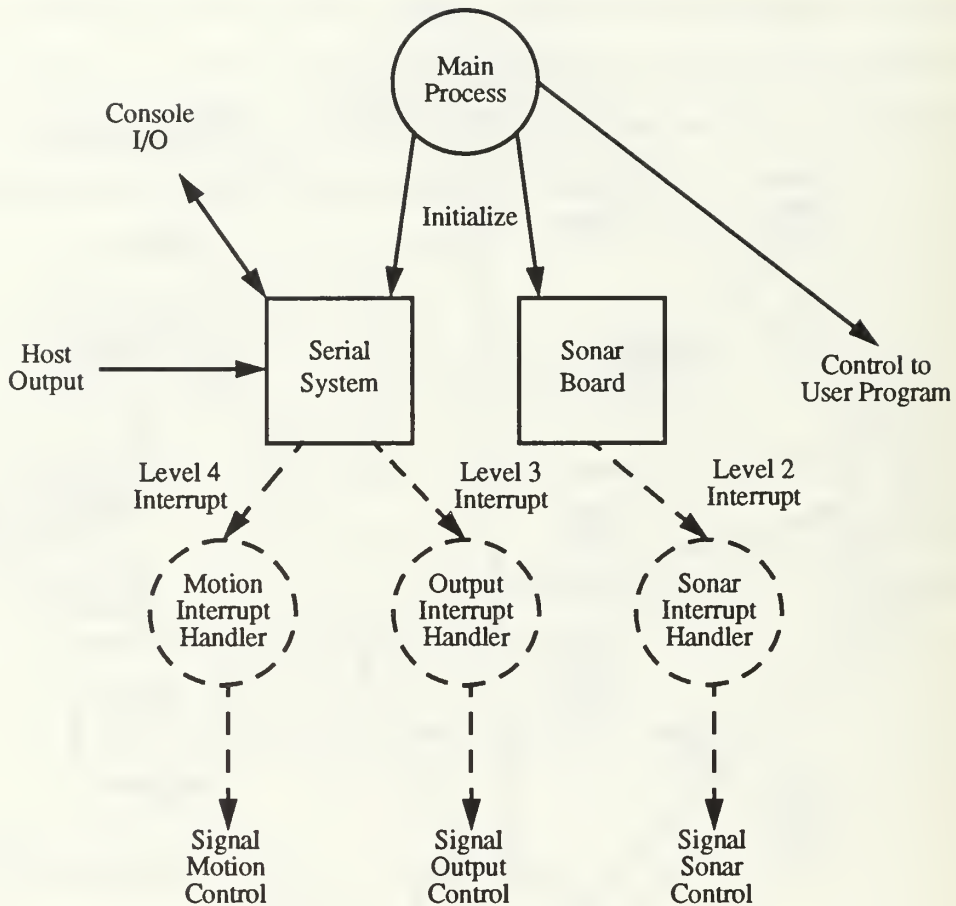 Main
Process
Console
I/O
Initialize
Serial
System
Sonar
Board
Host
Output
Control to
User Program
Level 4
Interrupt
Level 3
Interrupt
Level 2
Interrupt
Motion
Interrupt
Handler
Output
Interrupt
Handler
Sonar
Interrupt
Handler
Signal
Motion
Control
Signal
Output
Control
Signal
Sonar
Control